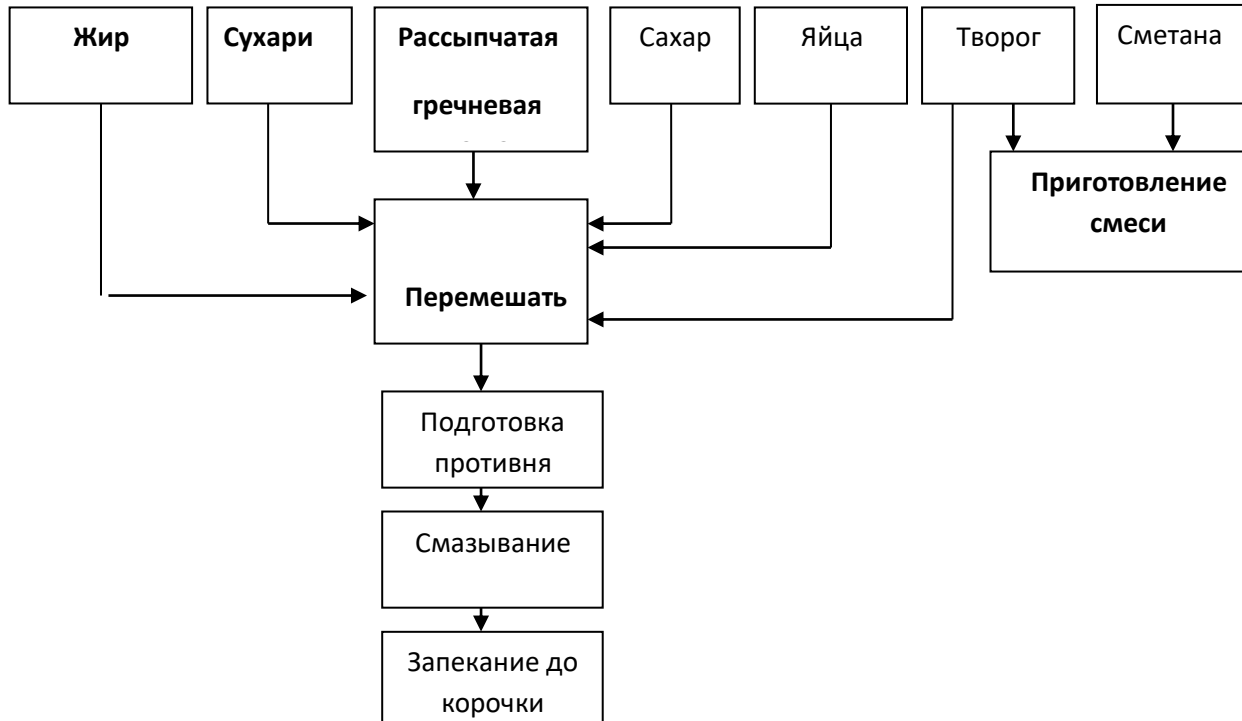 Жир
Сухари
Рассыпчатая
гречневая
Сахар
Яйца
Творог
Сметана
Приготовление
смеси
Перемешать
Подготовка
противня
Смазывание
Запекание до
корочки